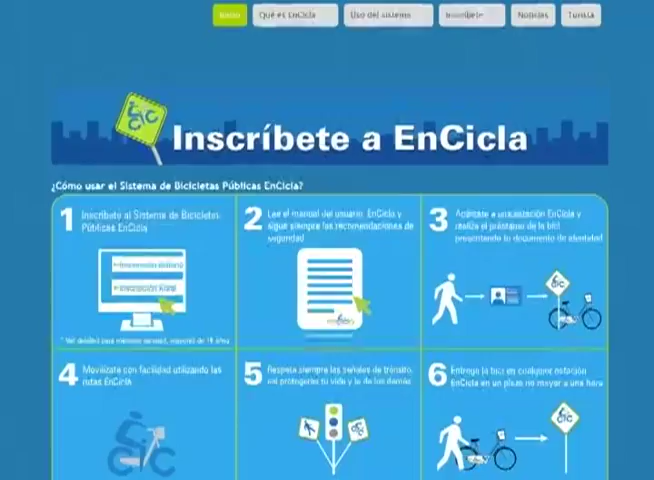 Inicio Qué es EnCicla Uso del sistema Inscríbete Noticias Turista
Inscríbete a EnCicla
¿Cómo usar el Sistema de Bicicletas Públicas EnCicla?
1 Inscríbete al Sistema de Bicicletas
Públicas EnCicla
2 Lee el manual del usuario EnCicla y
sigue siempre las recomendaciones de
seguridad
3 Acércate a una estación EnCicla y
realiza el préstamo de la bici
presentando tu documento de identidad
4 Movilízate con facilidad utilizando las
rutas EnCicla
5 Respeta siempre las señales de tránsito,
así protegerás tu vida y la de los demás
6 Entrega la bici en cualquier estación
EnCicla en un plazo no mayor a una hora